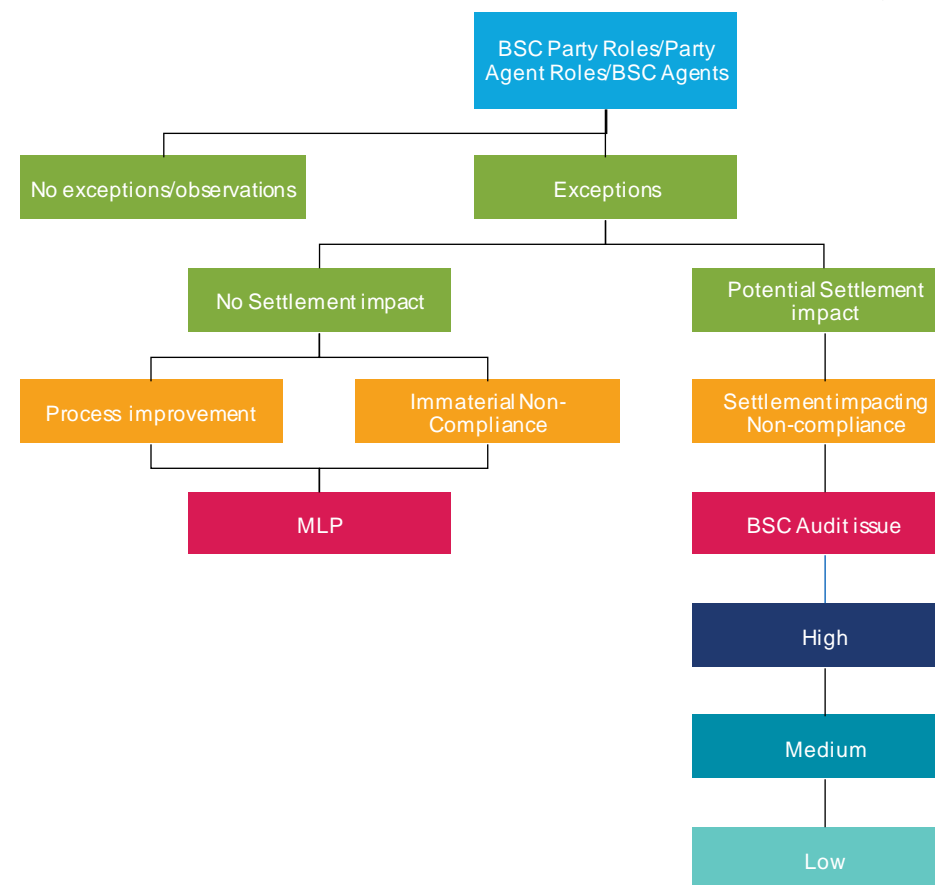 BSC Party Roles/Party
Agent Roles/BSC Agents
No exceptions/observations
Exceptions
No Settlement impact
Potential Settlement
impact
Process improvement
Immaterial Non-
Compliance
Settlement impacting
Non-compliance
MLP
BSC Audit issue
High
Medium
Low